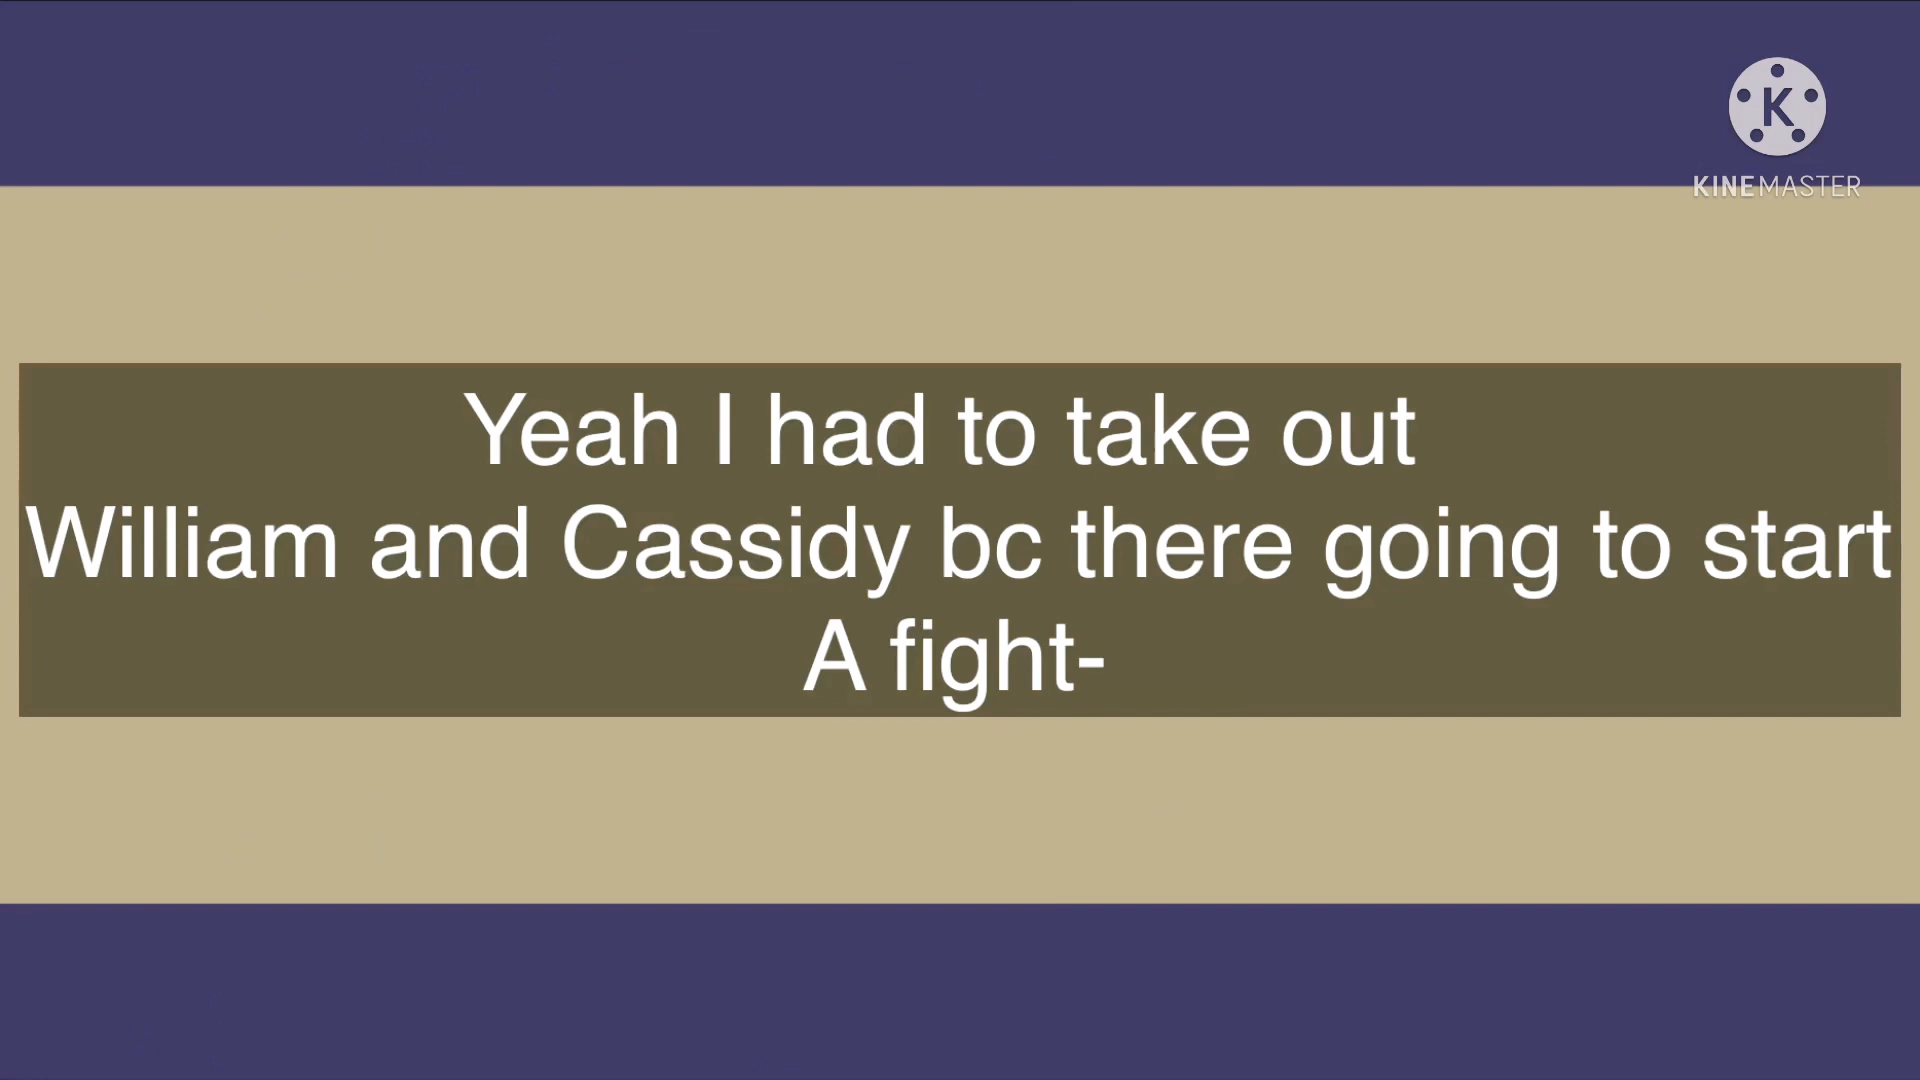 K
KINEMASTER
Yeah I had to take out
William and Cassidy bc there going to start
A fight-